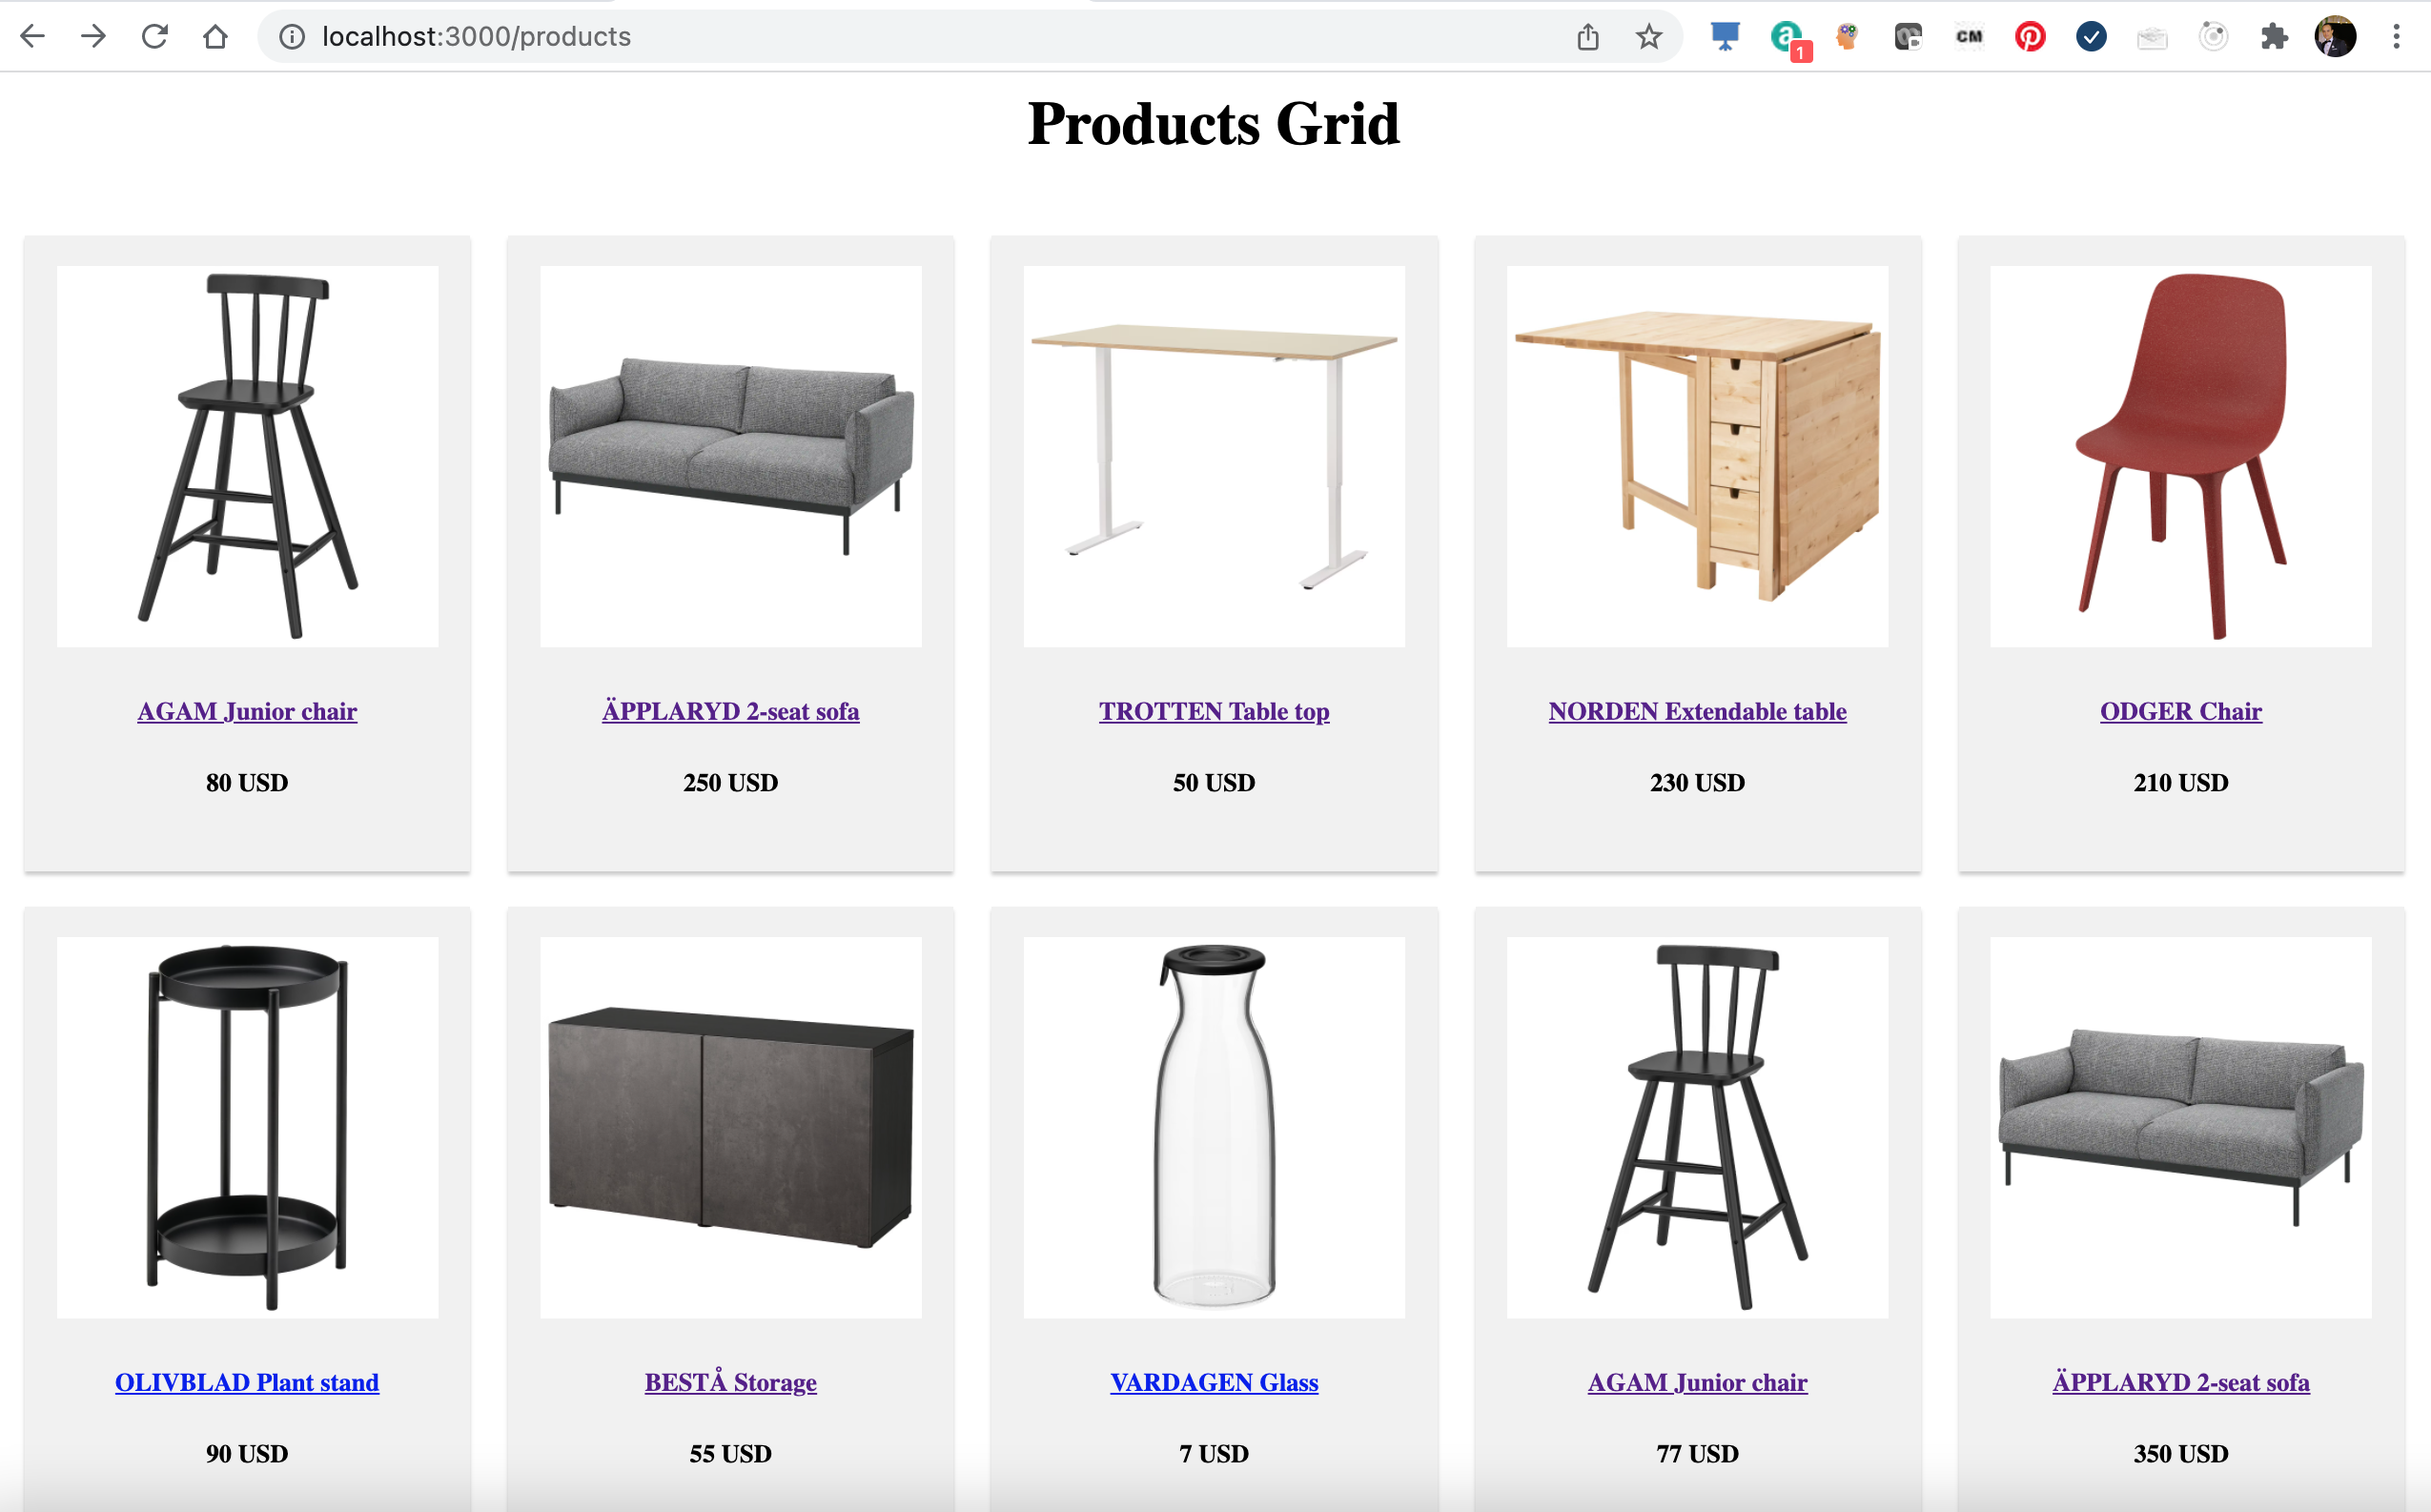 localhost:3000/products
1
CM
Products Grid
AGAM Junior chair
ÄPPLARYD 2-seat sofa
TROTTEN Table top
NORDEN Extendable table
ODGER Chair
80 USD
250 USD
50 USD
230 USD
210 USD
OLIVBLAD Plant stand
BESTÅ Storage
VARDAGEN Glass
AGAM Junior chair
ÄPPLARYD 2-seat sofa
90 USD
55 USD
7 USD
77 USD
350 USD